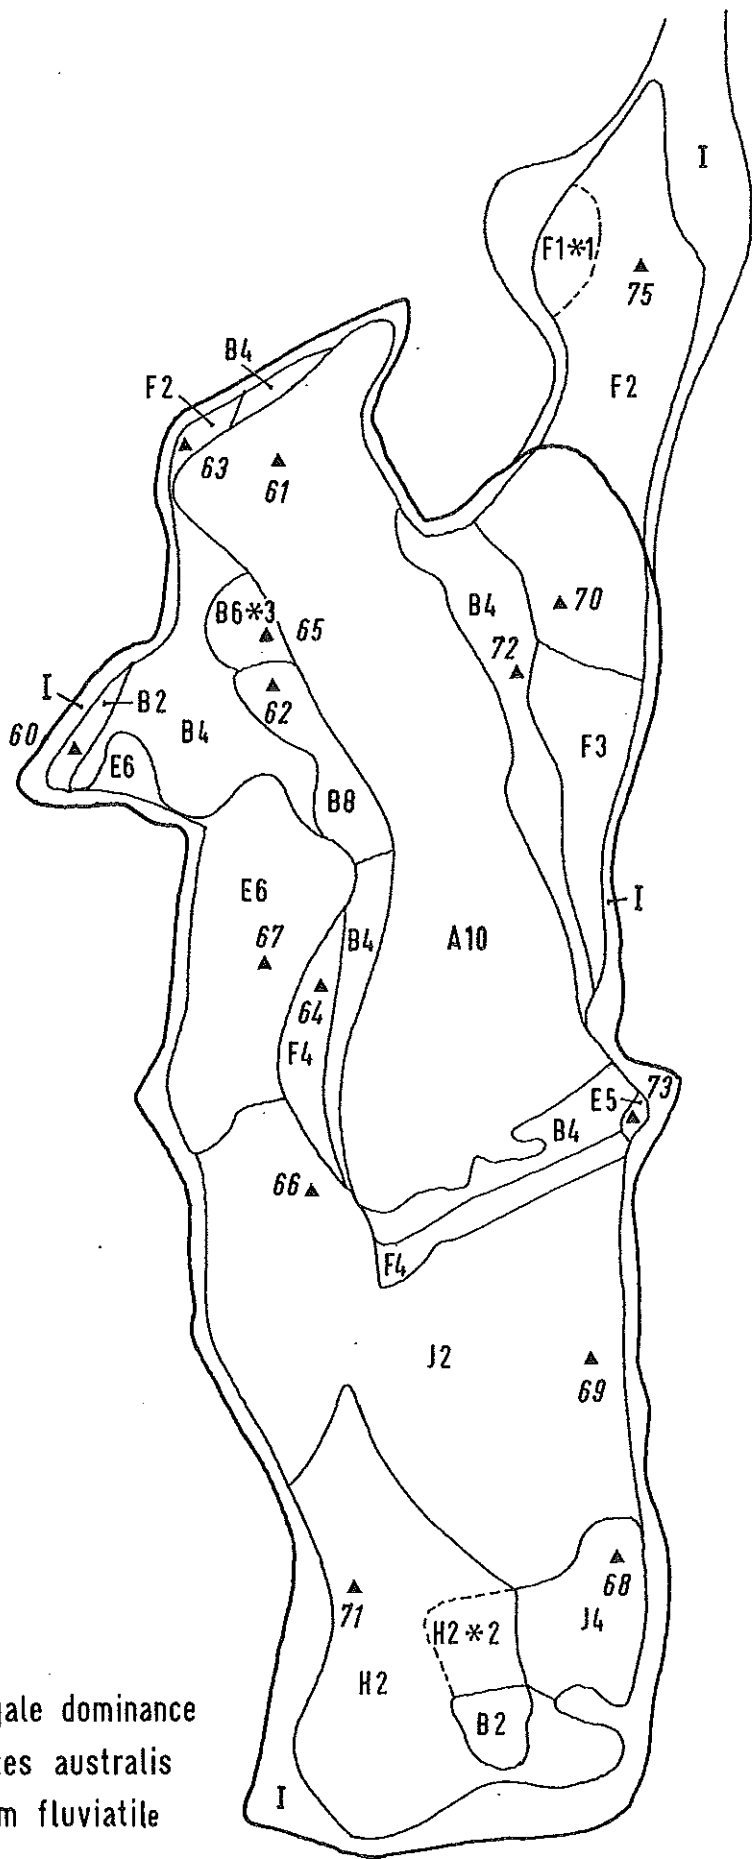 I
F1*1
75
B4
F2
F2
63
61
B4
70
B6*3
65
72
I
B2
62
60
B4
F3
E6
B8
E6
I
B4
A10
67
64
F4
73
E5
B4
66
F4
J2
69
68
71
J4
H2*2
H2
gale dominance
B2
es australis
I
m fluviatile